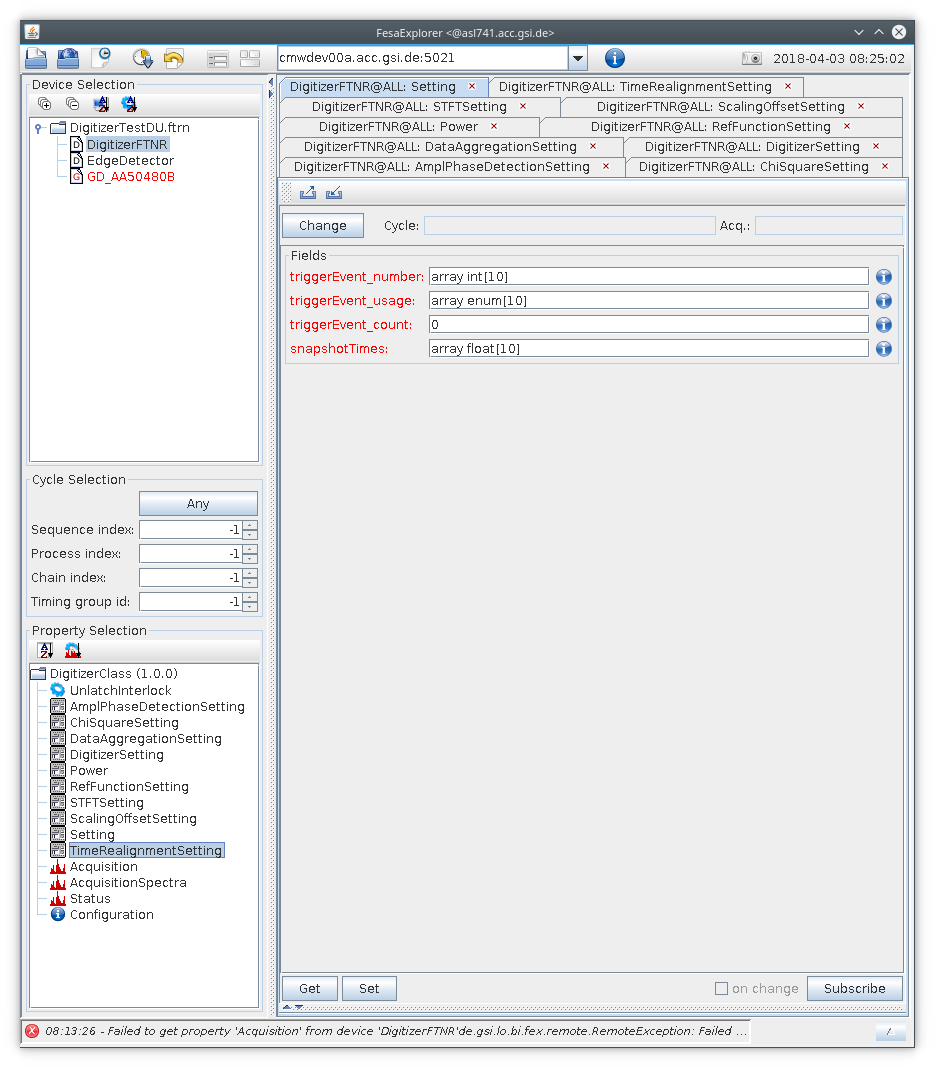 FesaExplorer <@asl741.acc.gsi.de>
cmwdev00a.acc.gsi.de:5021
2018-04-03 08:25:02
Device Selection
DigitizerTestDU.ftrn
DigitizerFTNR
EdgeDetector
GD_AA50480B
Cycle Selection
Any
Sequence index: -1
Process index: -1
Chain index: -1
Timing group id: -1
Property Selection
DigitizerClass (1.0.0)
UnlatchInterlock
AmplPhaseDetectionSetting
ChiSquareSetting
DataAggregationSetting
DigitizerSetting
Power
RefFunctionSetting
STFTSetting
ScalingOffsetSetting
Setting
TimeRealignmentSetting
Acquisition
AcquisitionSpectra
Status
Configuration
DigitizerFTNR@ALL: Setting DigitizerFTNR@ALL: TimeRealignmentSetting
DigitizerFTNR@ALL: STFTSetting DigitizerFTNR@ALL: ScalingOffsetSetting
DigitizerFTNR@ALL: Power DigitizerFTNR@ALL: RefFunctionSetting
DigitizerFTNR@ALL: DataAggregationSetting DigitizerFTNR@ALL: DigitizerSetting
DigitizerFTNR@ALL: AmplPhaseDetectionSetting DigitizerFTNR@ALL: ChiSquareSetting
Change Cycle: Acq.:
Fields
triggerEvent_number: array int[10]
triggerEvent_usage: array enum[10]
triggerEvent_count: 0
snapshotTimes: array float[10]
Get Set on change Subscribe
08:13:26 - Failed to get property 'Acquisition' from device 'DigitizerFTNR'de.gsi.lo.bi.fex.remote.RemoteException: Failed ...